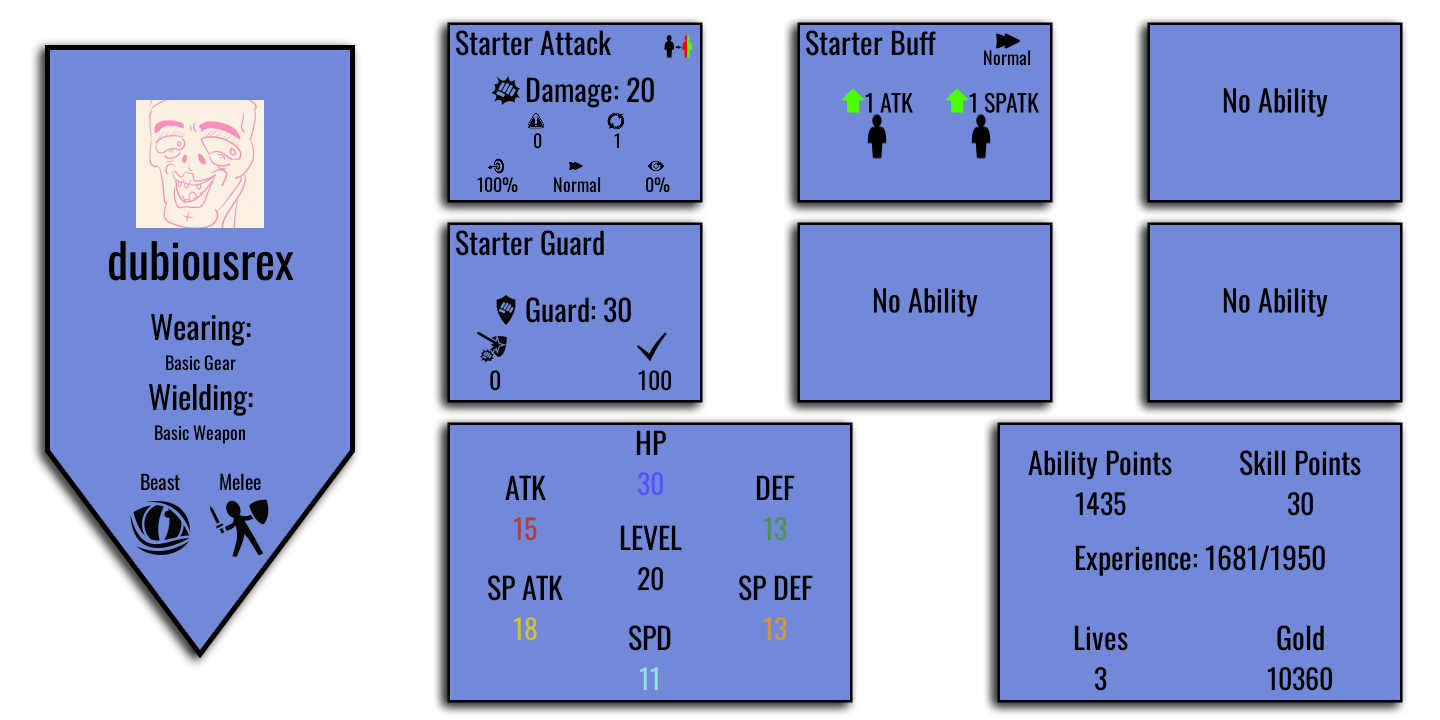 dubiousrex
Wearing:
Basic Gear
Wielding:
Basic Weapon
Beast Melee
Starter Attack
Damage: 20
0 1
100% Normal 0%
Starter Buff
Normal
1 ATK 1 SPATK
No Ability
Starter Guard
Guard: 30
0 100
No Ability
No Ability
HP
30
ATK
15
DEF
13
LEVEL
20
SP ATK
18
SP DEF
13
SPD
11
Ability Points Skill Points
1435 30
Experience: 1681/1950
Lives Gold
3 10360